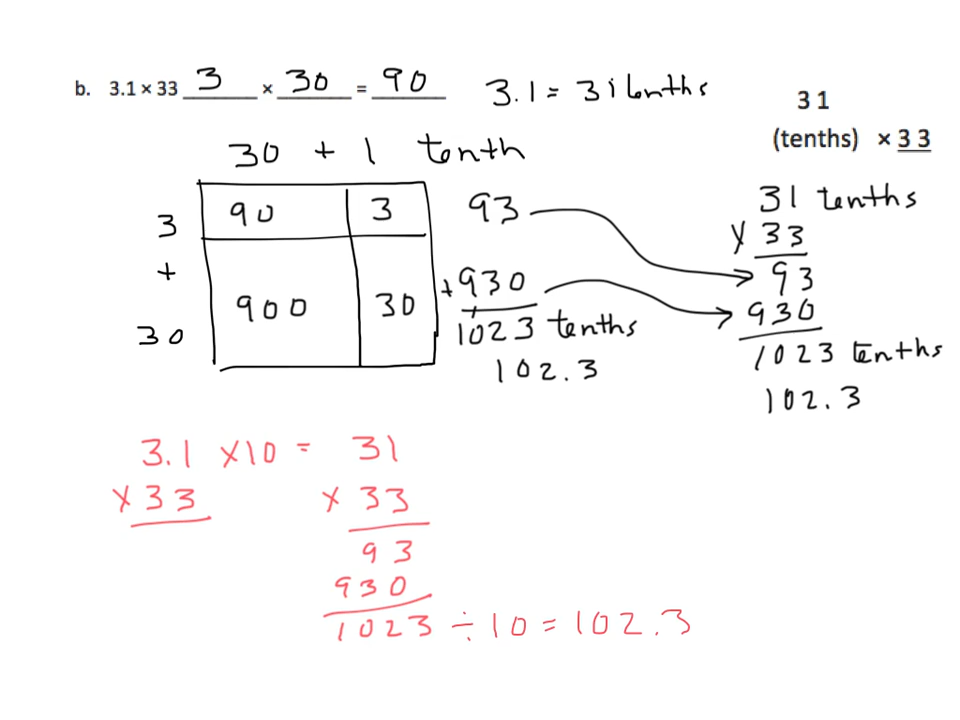 b. 3.1 × 33 3 × 30 = 90
3.1 = 31 tenths
31
(tenths) × 33
30 + 1 tenth
3
+
30
90 3
900 30
93
+930
1023 tenths
102.3
31 tenths
× 33
93
930
1023 tenths
102.3
3.1 × 10 = 31
× 33 × 33
93
930
1023 ÷ 10 = 102.3